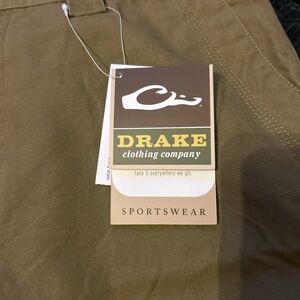 DRAKE
clothing company
take it everywhere we go.
SPORTSWEAR